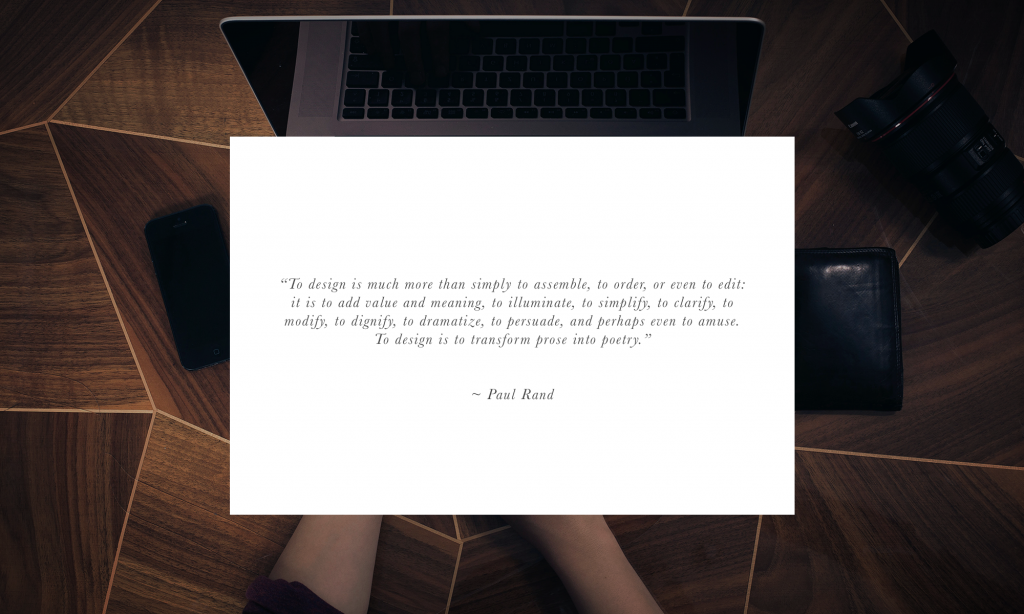 “To design is much more than simply to assemble, to order, or even to edit:
it is to add value and meaning, to illuminate, to simplify, to clarify, to
modify, to dignify, to dramatize, to persuade, and perhaps even to amuse.
To design is to transform prose into poetry.”
~ Paul Rand